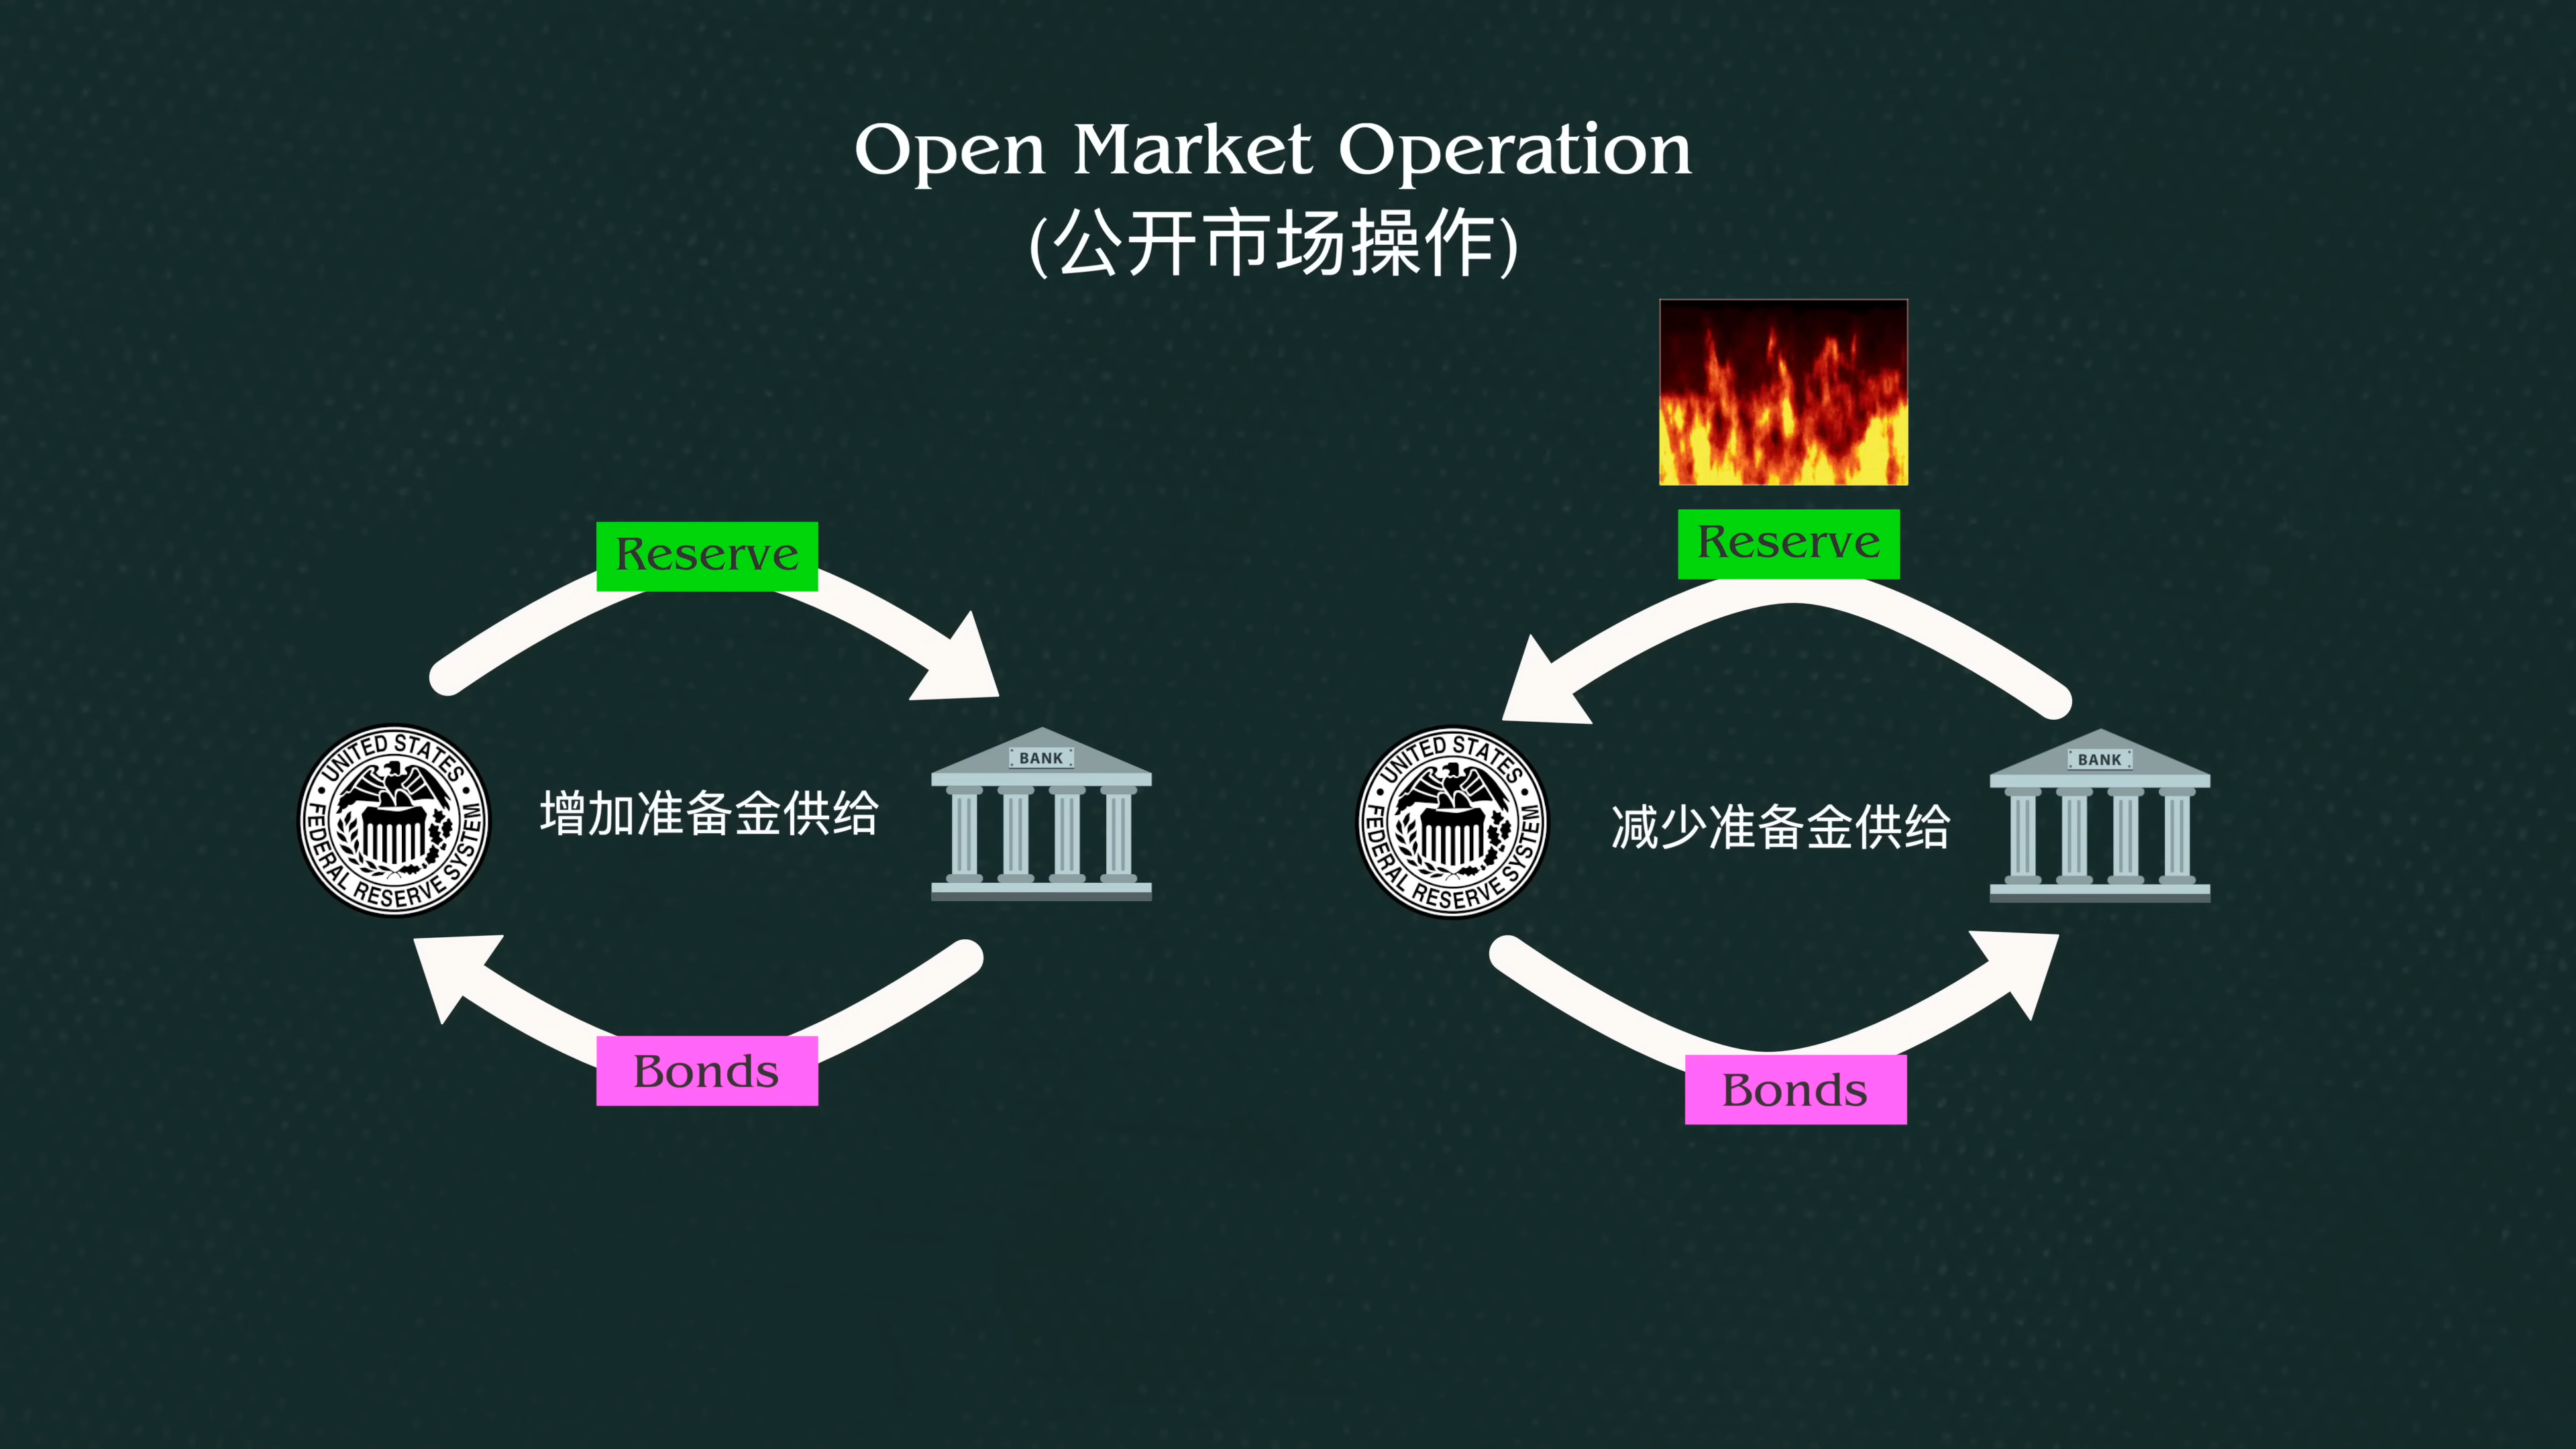 Open Market Operation
(公开市场操作)
Reserve
UNITED STATES
FEDERAL RESERVE SYSTEM
增加准备金供给
BANK
Bonds
Reserve
UNITED STATES
FEDERAL RESERVE SYSTEM
减少准备金供给
BANK
Bonds